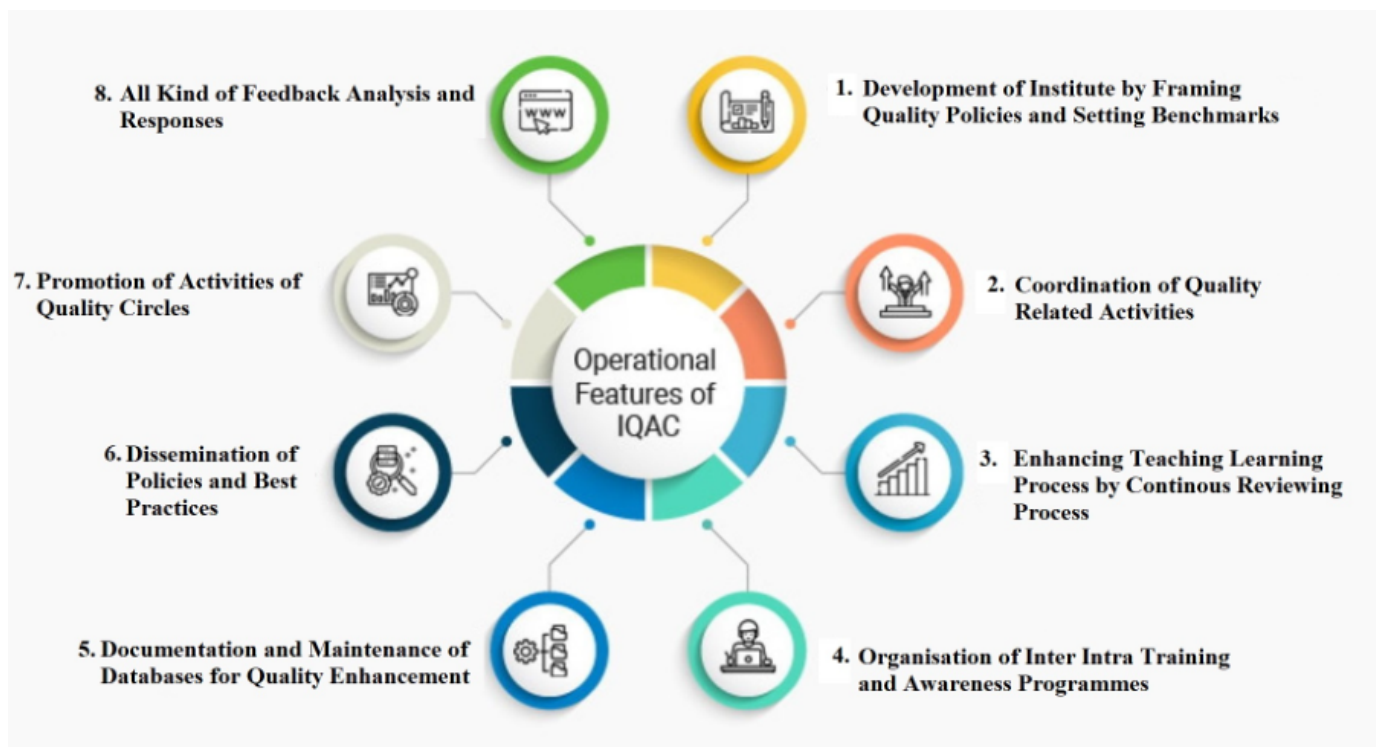 Operational
Features of
IQAC
1. Development of Institute by Framing
Quality Policies and Setting Benchmarks
2. Coordination of Quality
Related Activities
3. Enhancing Teaching Learning
Process by Continous Reviewing
Process
4. Organisation of Inter Intra Training
and Awareness Programmes
5. Documentation and Maintenance of
Databases for Quality Enhancement
6. Dissemination of
Policies and Best
Practices
7. Promotion of Activities of
Quality Circles
8. All Kind of Feedback Analysis and
Responses
WWW